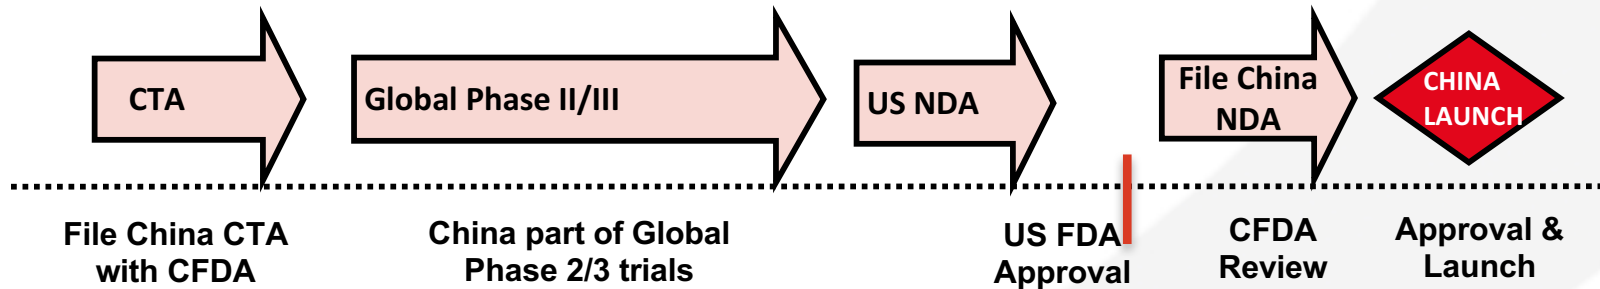 CTA
Global Phase II/III
US NDA
File China
NDA
CHINA
LAUNCH
File China CTA
with CFDA
China part of Global
Phase 2/3 trials
US FDA
Approval
CFDA
Review
Approval &
Launch